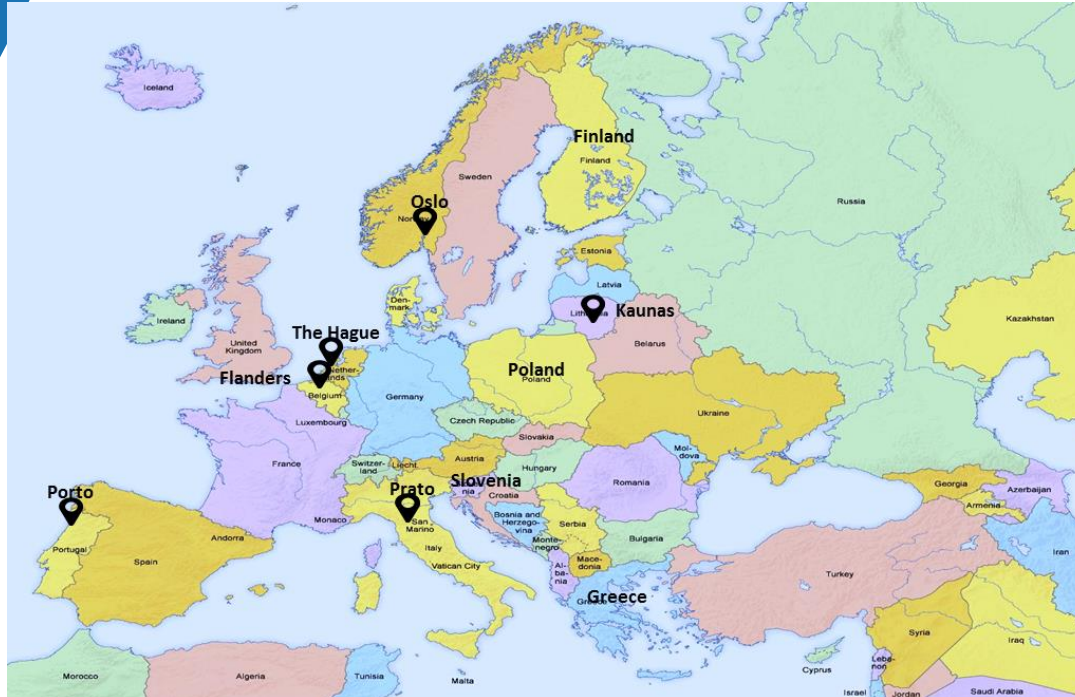 Iceland
Finland
Finland
Sweden
Russia
Oslo
Norway
Estonia
Latvia
Den-
mark
Lithuania
Kaunas
Ireland
United
Kingdom
The Hague
Nether-
lands
Flanders
Belgium
Belarus
Kazakhstan
Poland
Poland
Germany
Luxembourg
Ukraine
Czech Republic
Slovakia
Mol-
dova
France
Switzer-
land
Liecht.
Austria
Hungary
Slovenia
nia
Romania
Croatia
Georgia
Azerbaijan
Armenia
Porto
Prato
San
Marino
Monaco
Bosnia and
Herzego-
vina
Serbia
Monte-
negro
Bulgaria
Andorra
Portugal
Spain
Italy
Vatican City
Al-
ba-
nia
Mace-
donia
Iran
Turkey
Greece
Greece
Syria
Iraq
Leba-
non
Cyprus
Morocco
Algeria
Tunisia
Malta
Israel
Jordan
Saudi Arabia